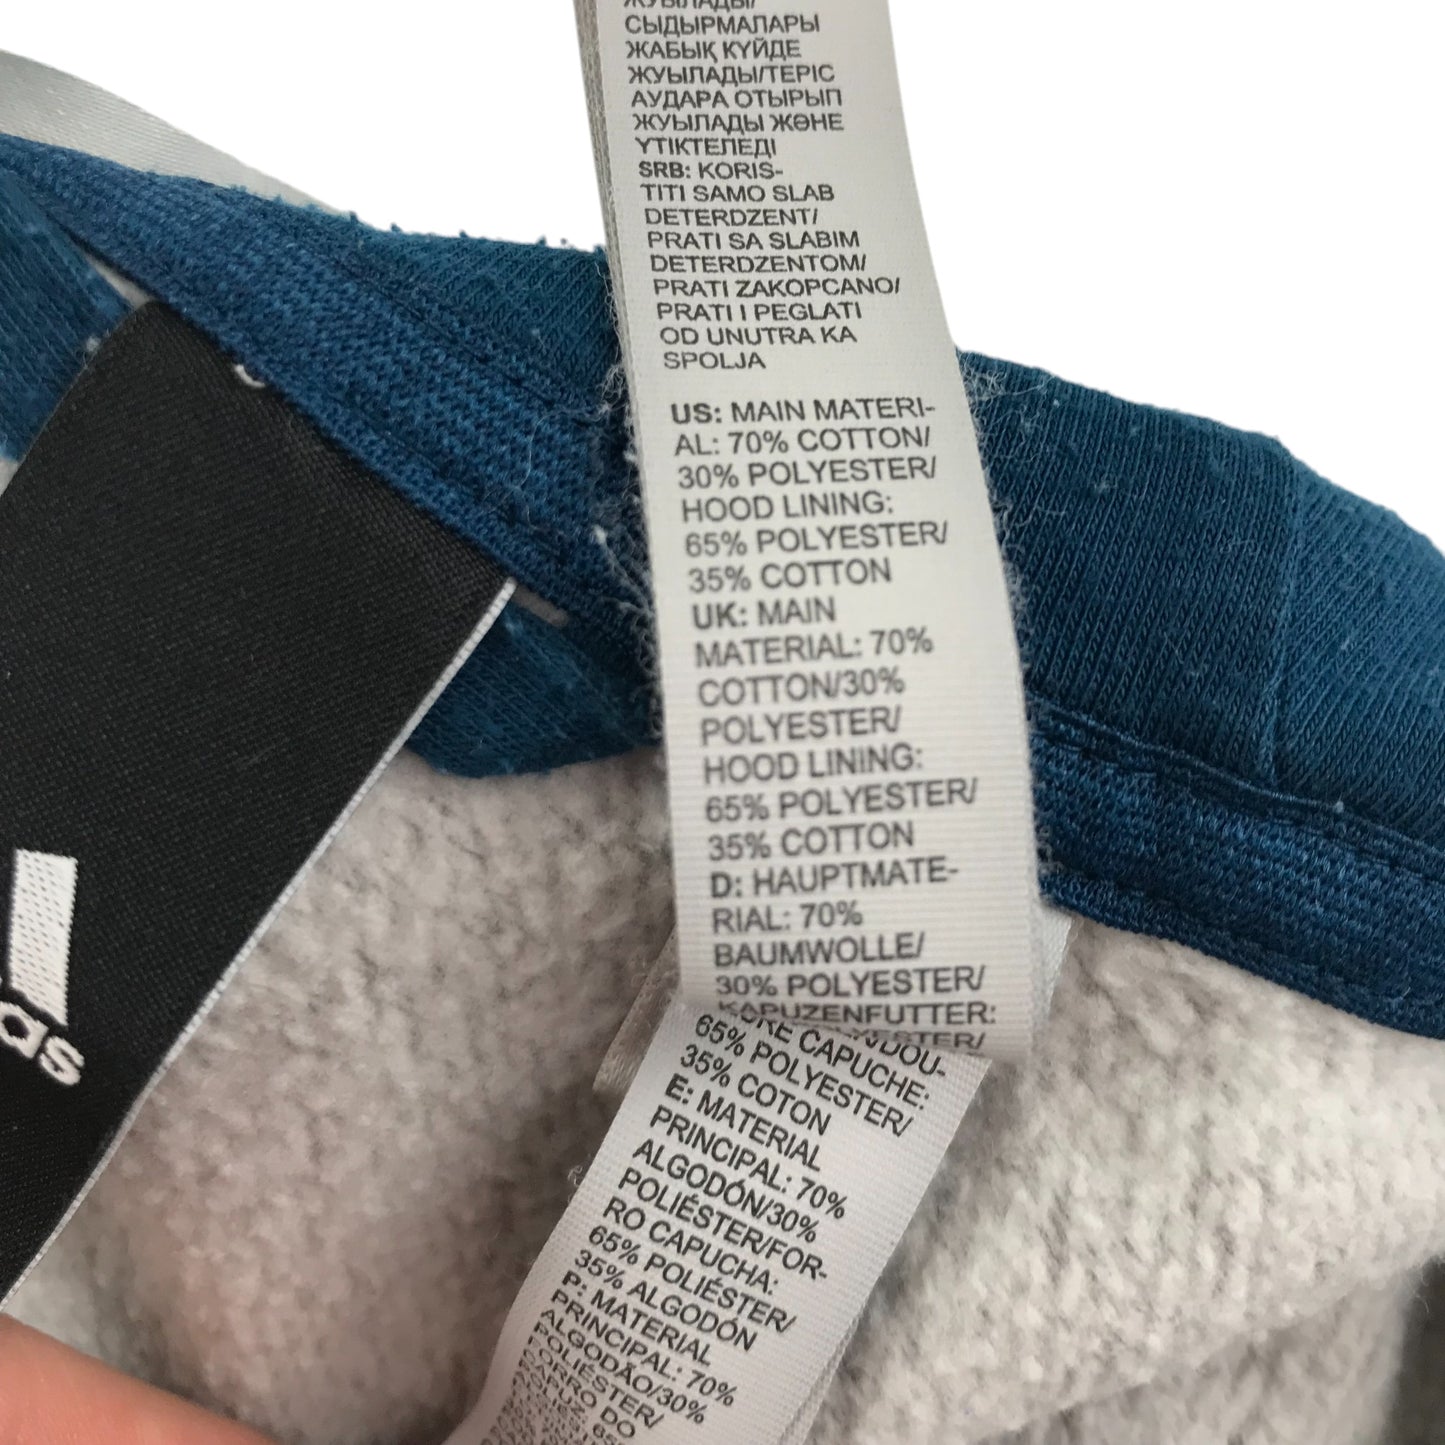 ЖУЫЛАДЫ/
СЫДЫРМАЛАРЫ
ЖАБЫҚ КҮЙДЕ
ЖУЫЛАДЫ/ТЕРІС
АУДАРА ОТЫРЫП
ЖУЫЛАДЫ ЖӘНЕ
ҮТІКТЕЛЕДІ
SRB: KORIS-
TITI SAMO SLAB
DETERDZENT/
PRATI SA SLABIM
DETERDZENTOM/
PRATI ZAKOPCANO/
PRATI I PEGLATI
OD UNUTRA KA
SPOLJA
US: MAIN MATERI-
AL: 70% COTTON/
30% POLYESTER/
HOOD LINING:
65% POLYESTER/
35% COTTON
UK: MAIN
MATERIAL: 70%
COTTON/30%
POLYESTER/
HOOD LINING:
65% POLYESTER/
35% COTTON
D: HAUPTMATE-
RIAL: 70%
BAUMWOLLE/
30% POLYESTER/
KAPUZENFUTTER:
CAPUCHE:
65% POLYESTER/
35% COTON
E: MATERIAL
PRINCIPAL: 70%
ALGODÓN/30%
POLIÉSTER/FOR-
RO CAPUCHA:
65% POLIÉSTER/
35% ALGODÓN
P: MATERIAL
PRINCIPAL: 70%
ALGODÃO/30%
POLIÉSTER/
FORRO DO